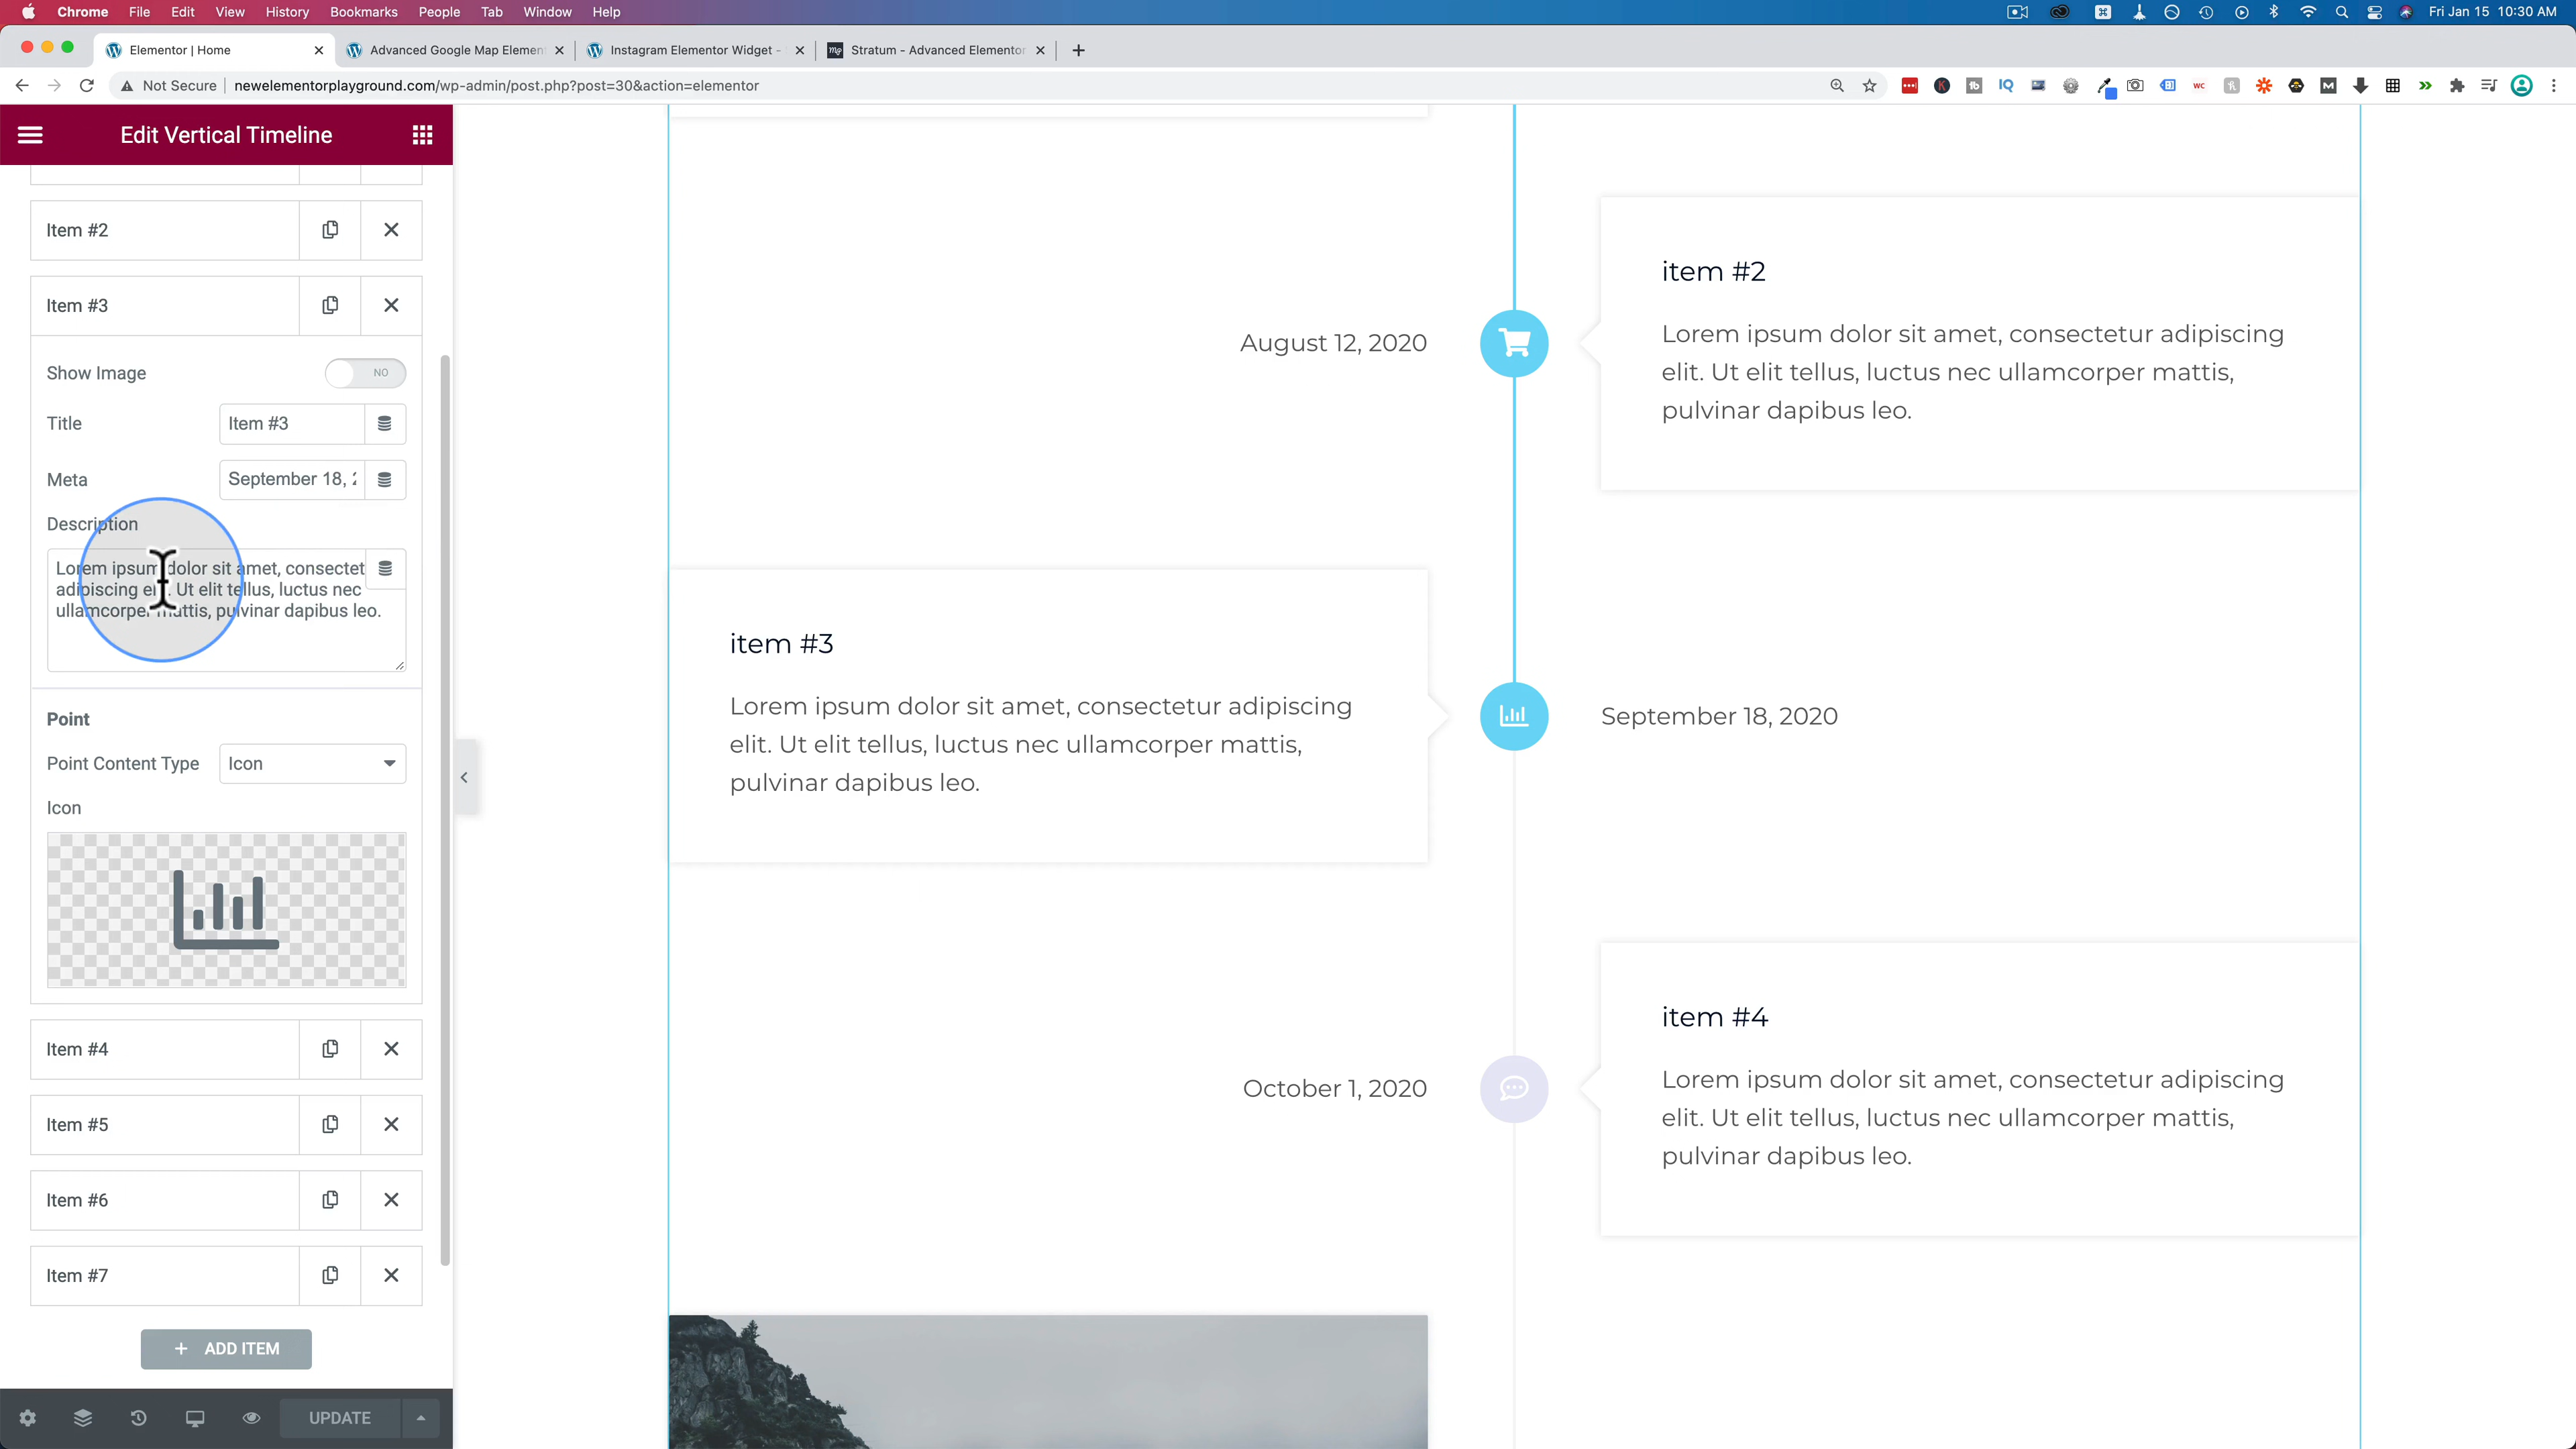 Chrome File Edit View History Bookmarks People Tab Window Help
Fri Jan 15 10:30 AM
Elementor | Home
Advanced Google Map Elemen
Instagram Elementor Widget -
Stratum - Advanced Elementor
Not Secure
newelementorplayground.com/wp-admin/post.php?post=30&action=elementor
Edit Vertical Timeline
Item #2
Item #3
Show Image
NO
Title
Item #3
Meta
September 18, 2
Description
Lorem ipsum dolor sit amet, consectet
adipiscing elit. Ut elit tellus, luctus nec
ullamcorper mattis, pulvinar dapibus leo.
Point
Point Content Type
Icon
Icon
Item #4
Item #5
Item #6
Item #7
+ ADD ITEM
UPDATE
August 12, 2020
item #2
Lorem ipsum dolor sit amet, consectetur adipiscing
elit. Ut elit tellus, luctus nec ullamcorper mattis,
pulvinar dapibus leo.
item #3
Lorem ipsum dolor sit amet, consectetur adipiscing
elit. Ut elit tellus, luctus nec ullamcorper mattis,
pulvinar dapibus leo.
September 18, 2020
October 1, 2020
item #4
Lorem ipsum dolor sit amet, consectetur adipiscing
elit. Ut elit tellus, luctus nec ullamcorper mattis,
pulvinar dapibus leo.